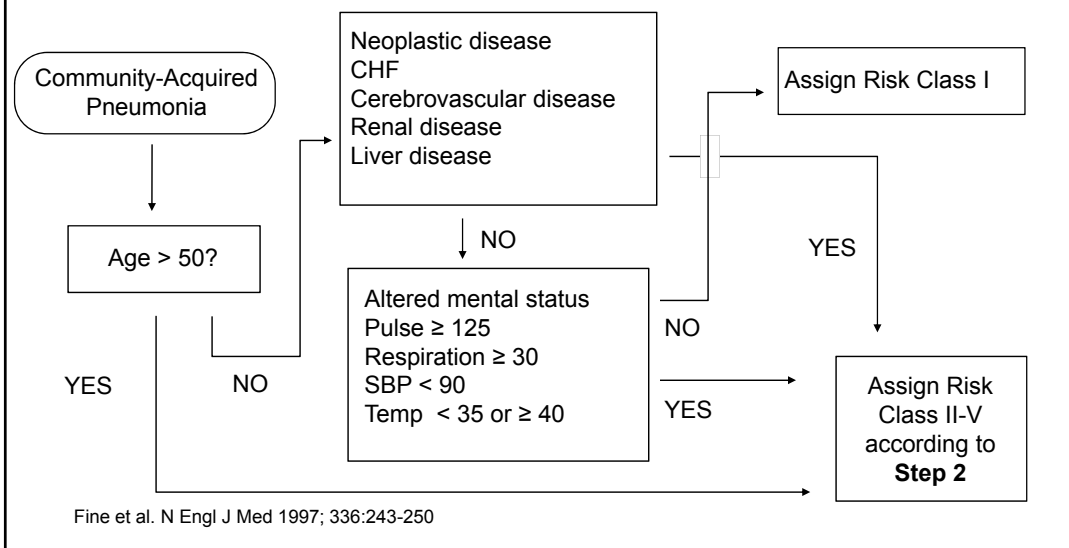 Community-Acquired
Pneumonia
Age > 50?
YES
NO
Neoplastic disease
CHF
Cerebrovascular disease
Renal disease
Liver disease
NO
Altered mental status
Pulse ≥ 125
Respiration ≥ 30
SBP < 90
Temp < 35 or ≥ 40
NO
YES
Assign Risk Class I
YES
Assign Risk
Class II-V
according to
Step 2
Fine et al. N Engl J Med 1997; 336:243-250